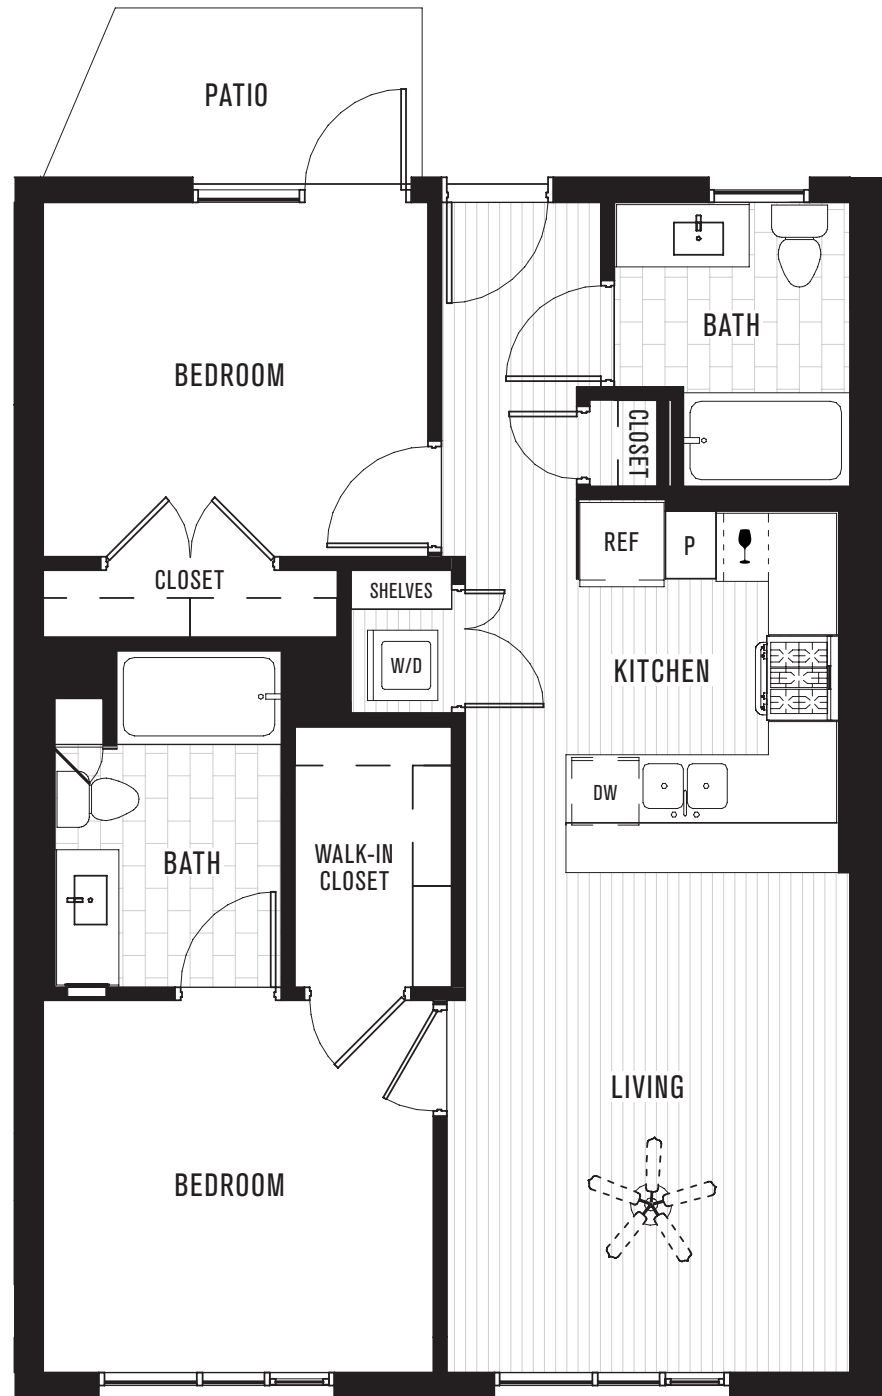 PATIO
BATH
BEDROOM
CLOSET
REF
P
CLOSET
SHELVES
W/D
KITCHEN
DW
BATH
WALK-IN
CLOSET
LIVING
BEDROOM